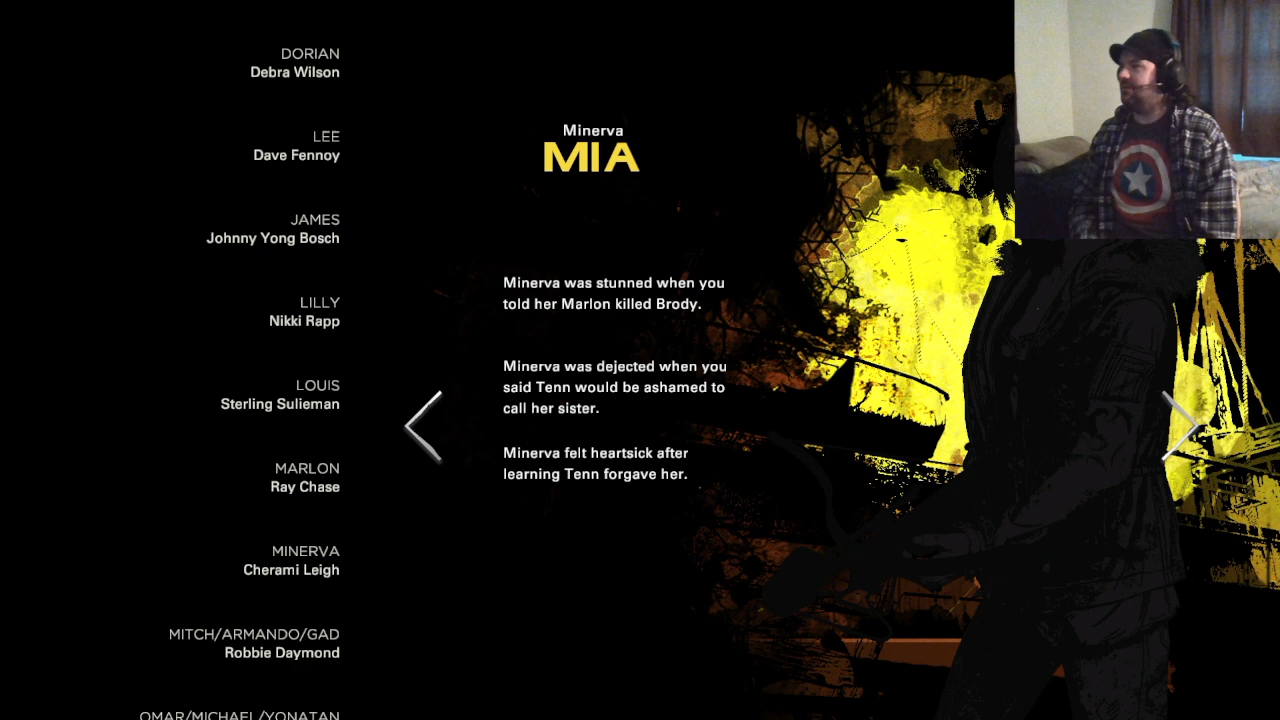 DORIAN
Debra Wilson
LEE
Dave Fennoy
JAMES
Johnny Yong Bosch
LILLY
Nikki Rapp
LOUIS
Sterling Sulieman
MARLON
Ray Chase
MINERVA
Cherami Leigh
MITCH/ARMANDO/GAD
Robbie Daymond
OMAR/MICHAEL/YONATAN
Minerva
MIA
Minerva was stunned when you
told her Marlon killed Brody.
Minerva was dejected when you
said Tenn would be ashamed to
call her sister.
Minerva felt heartsick after
learning Tenn forgave her.